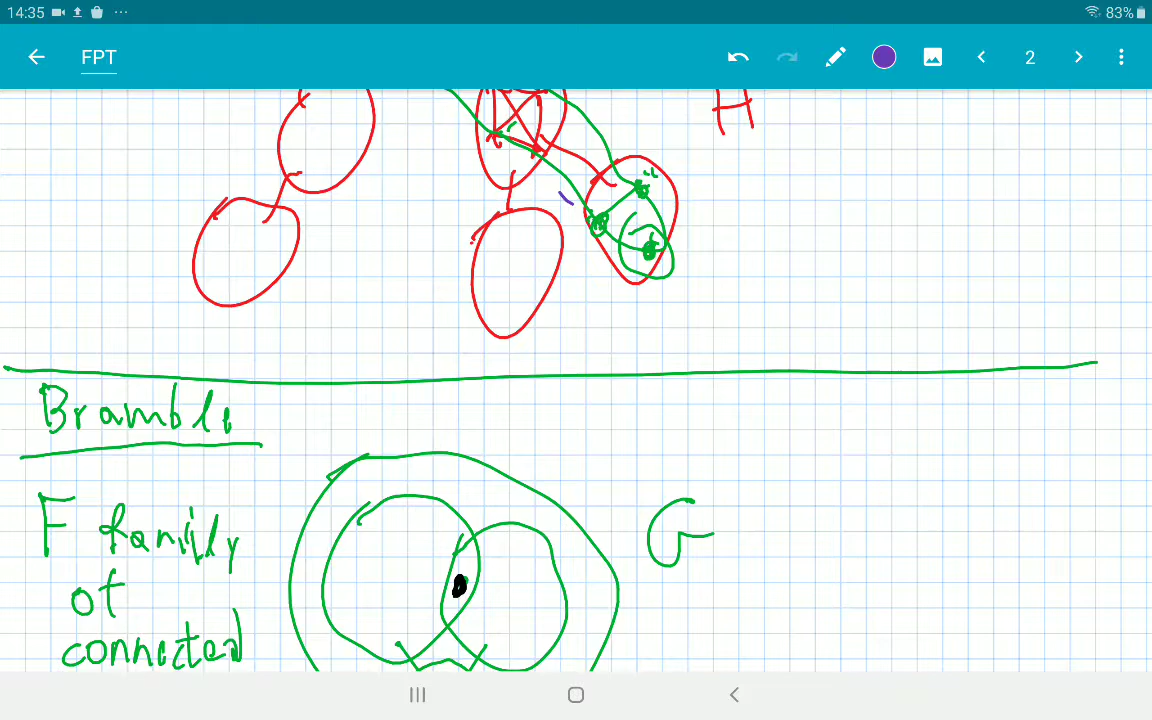 14:35 ... 83%
FPT 2
H
Bramble
F family
of
connected
G